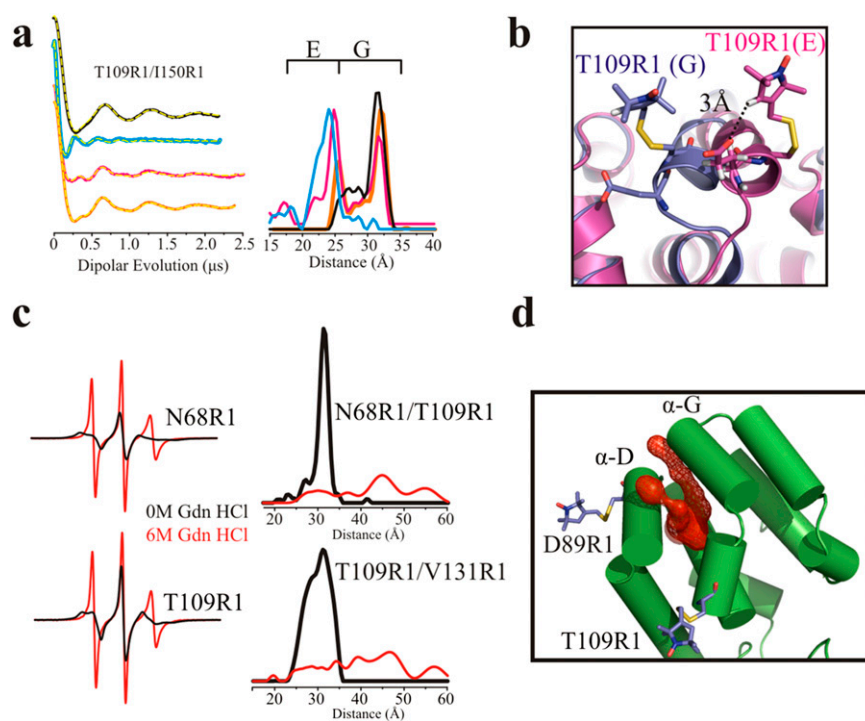 a
T109R1/I150R1
E G
0 0.5 1.0 1.5 2.0 2.5
Dipolar Evolution (μs)
15 20 25 30 35 40
Distance (Å)
b
T109R1(E)
T109R1 (G)
3Å
c
N68R1
0M Gdn HCl
6M Gdn HCl
T109R1
N68R1/T109R1
20 30 40 50 60
Distance (Å)
T109R1/V131R1
20 30 40 50 60
Distance (Å)
d
α-G
α-D
D89R1
T109R1